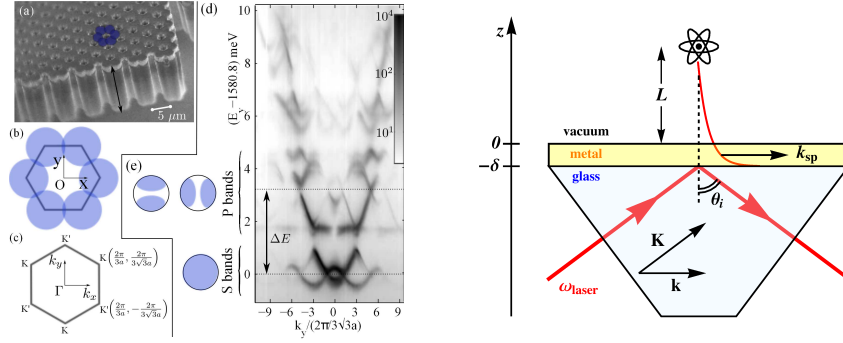 (a)
5 μm
(b)
y
O
x
(c)
K'
K
K(2π/3a, 2π/3√3a)
k_y
Γ
k_x
K
K'
K'(2π/3a, -2π/3√3a)
K
(d)
(E_γ−1580.8) meV
10
8
6
4
2
0
10^4
10^2
10^1
ΔE
P bands
S bands
(e)
-9
-6
-3
0
3
6
9
k_y/(2π/3√3a)
z
L
vacuum
0
metal
k_sp
-δ
glass
θ_i
K
k
ω_laser